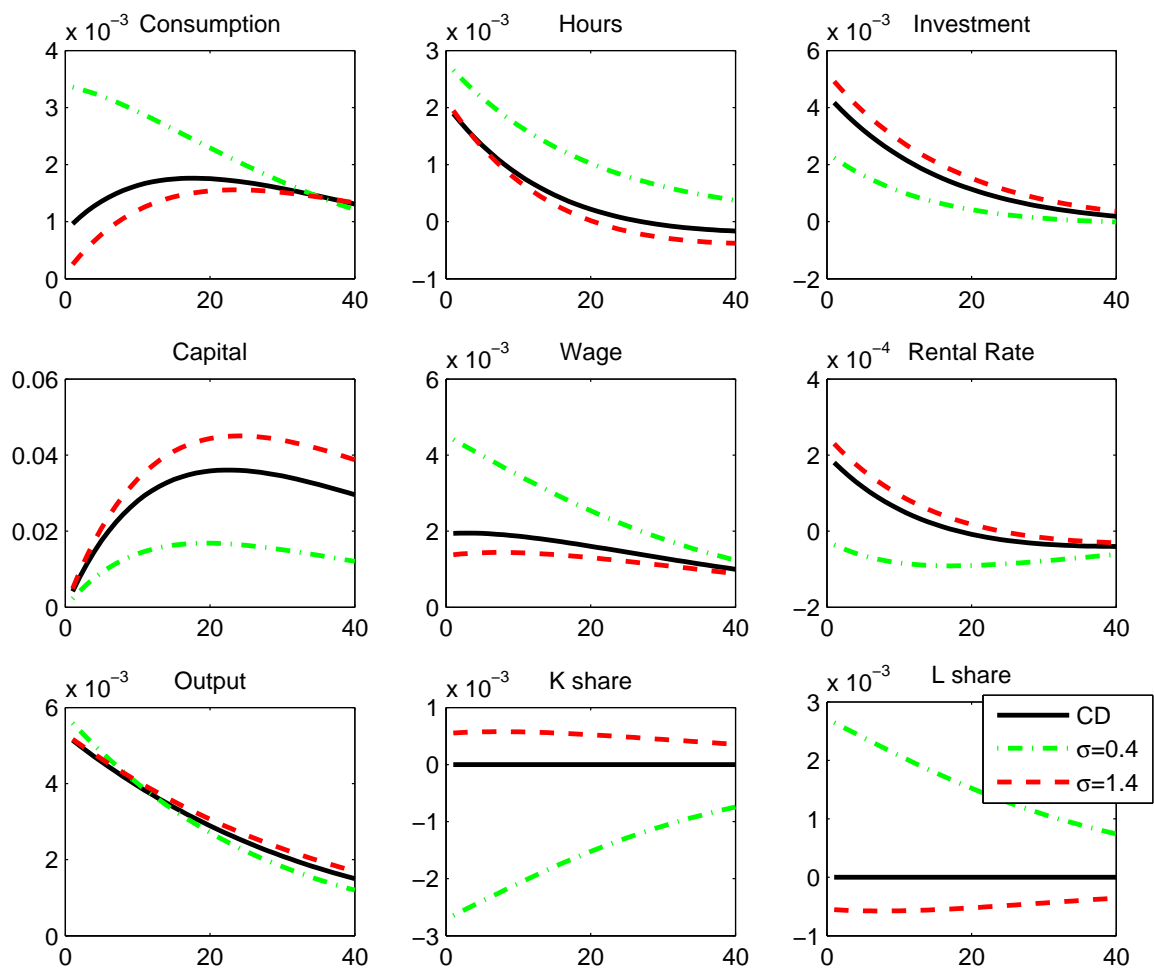 x 10⁻³ Consumption
4
3
2
1
0
0 20 40
x 10⁻³ Hours
3
2
1
0
−1
0 20 40
x 10⁻³ Investment
6
4
2
0
−2
0 20 40
Capital
0.06
0.04
0.02
0
0 20 40
x 10⁻³ Wage
6
4
2
0
0 20 40
x 10⁻⁴ Rental Rate
4
2
0
−2
0 20 40
x 10⁻³ Output
6
4
2
0
0 20 40
x 10⁻³ K share
1
0
−1
−2
−3
0 20 40
x 10⁻³ L share
3
2
1
0
−1
0 20 40
CD
σ=0.4
σ=1.4